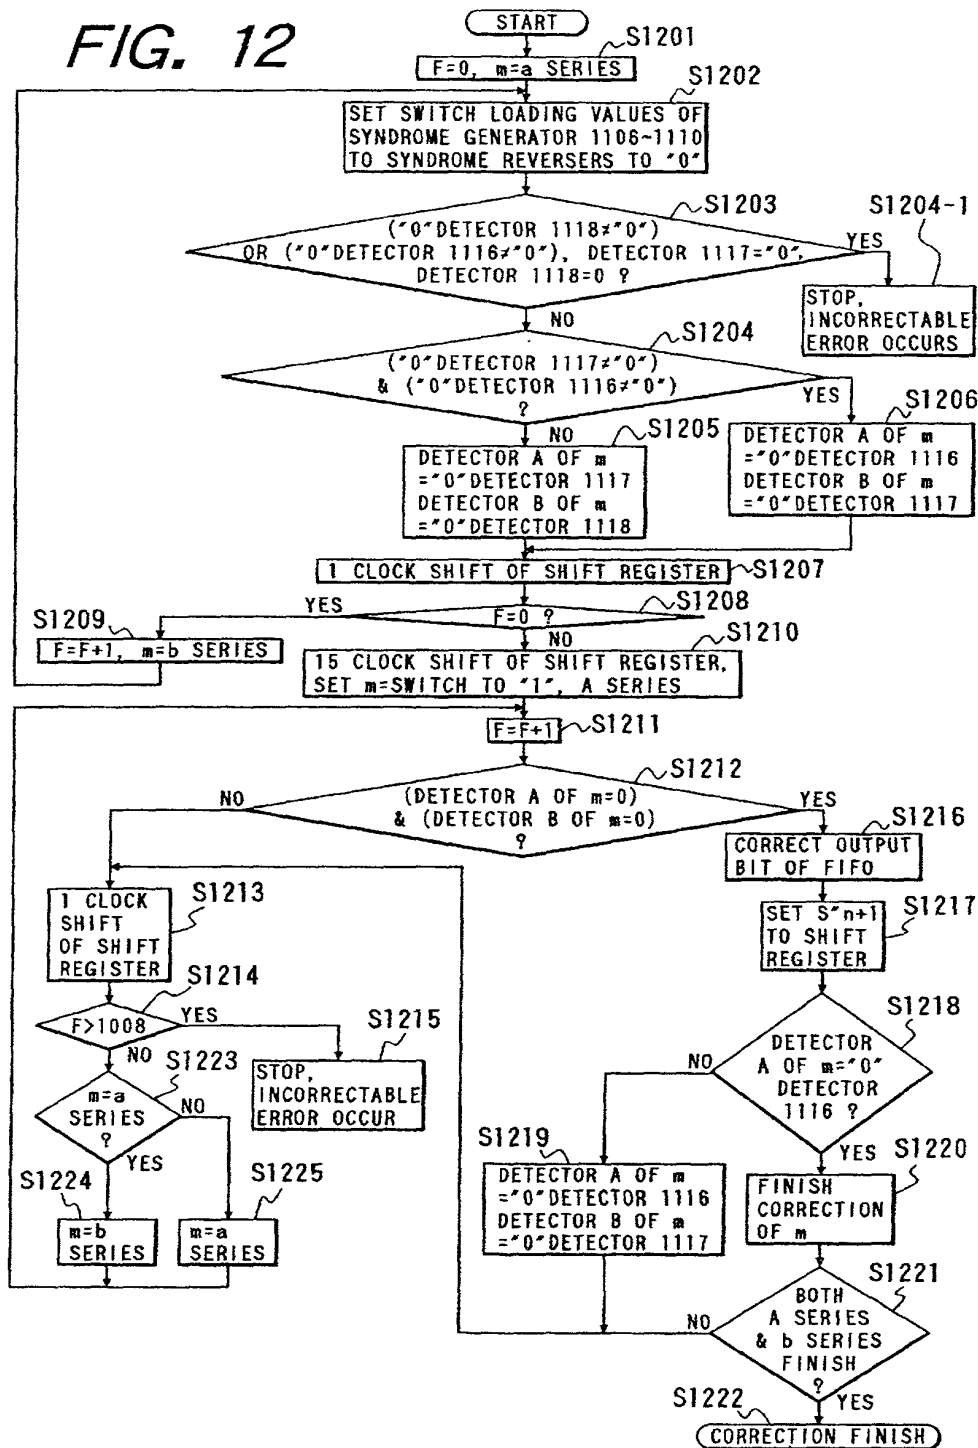 FIG. 12
START
S1201
F=0, m=a SERIES
S1202
SET SWITCH LOADING VALUES OF
SYNDROME GENERATOR 1106~1110
TO SYNDROME REVERSERS TO "0"
S1203
("0"DETECTOR 1118≠"0")
OR ("0"DETECTOR 1116≠"0"), DETECTOR 1117="0",
DETECTOR 1118=0 ?
YES
S1204-1
STOP,
INCORRECTABLE
ERROR OCCURS
NO
S1204
("0"DETECTOR 1117≠"0")
& ("0"DETECTOR 1116≠"0")
?
YES
S1206
DETECTOR A OF m
="0"DETECTOR 1116
DETECTOR B OF m
="0"DETECTOR 1117
NO
S1205
DETECTOR A OF m
="0"DETECTOR 1117
DETECTOR B OF m
="0"DETECTOR 1118
1 CLOCK SHIFT OF SHIFT REGISTER
S1207
S1208
F=0 ?
YES
S1209
F=F+1, m=b SERIES
NO
S1210
15 CLOCK SHIFT OF SHIFT REGISTER,
SET m=SWITCH TO "1", A SERIES
S1211
F=F+1
S1212
(DETECTOR A OF m=0)
& (DETECTOR B OF m=0)
?
NO
YES
S1216
CORRECT OUTPUT
BIT OF FIFO
S1213
1 CLOCK
SHIFT
OF SHIFT
REGISTER
S1217
SET S"n+1
TO SHIFT
REGISTER
S1214
F>1008
YES
S1215
STOP,
INCORRECTABLE
ERROR OCCUR
NO
S1223
m=a
SERIES
?
NO
YES
S1224
m=b
SERIES
S1225
m=a
SERIES
S1218
DETECTOR
A OF m="0"
DETECTOR
1116 ?
NO
S1219
DETECTOR A OF m
="0"DETECTOR 1116
DETECTOR B OF m
="0"DETECTOR 1117
YES
S1220
FINISH
CORRECTION
OF m
S1221
BOTH
A SERIES
& b SERIES
FINISH
?
NO
YES
S1222
CORRECTION FINISH